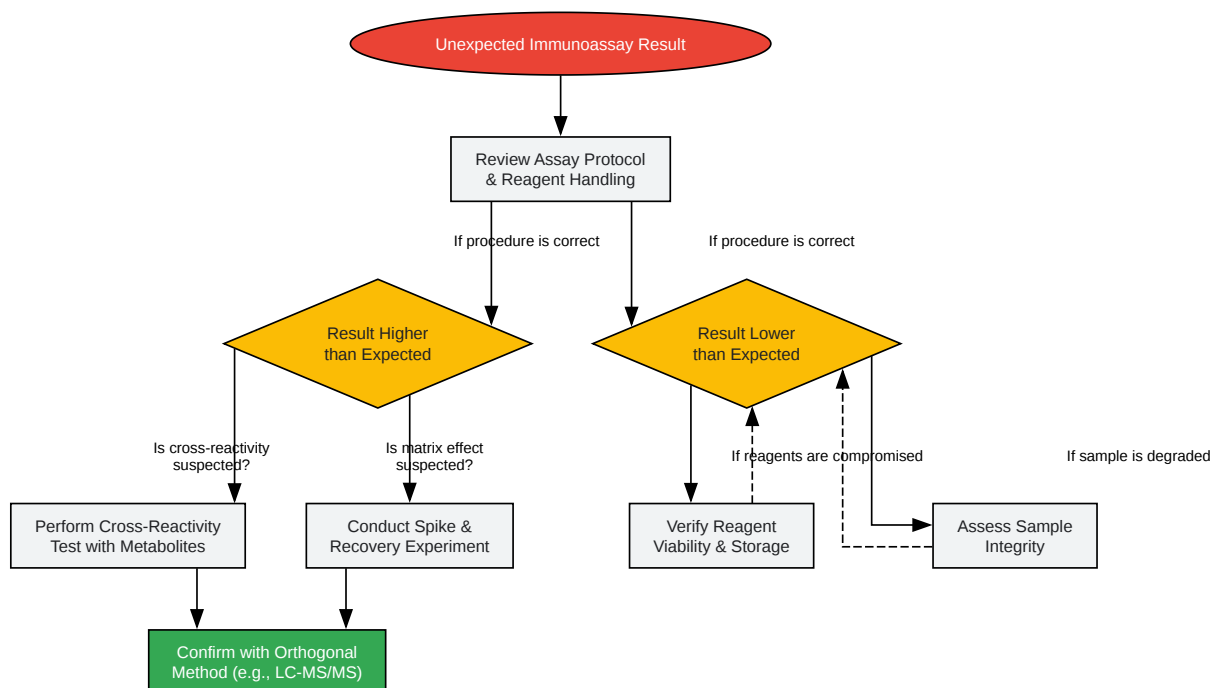 Unexpected Immunoassay Result
Review Assay Protocol
& Reagent Handling
If procedure is correct
If procedure is correct
Result Higher
than Expected
Result Lower
than Expected
Is cross-reactivity
suspected?
Is matrix effect
suspected?
If reagents are compromised
If sample is degraded
Perform Cross-Reactivity
Test with Metabolites
Conduct Spike &
Recovery Experiment
Verify Reagent
Viability & Storage
Assess Sample
Integrity
Confirm with Orthogonal
Method (e.g., LC-MS/MS)